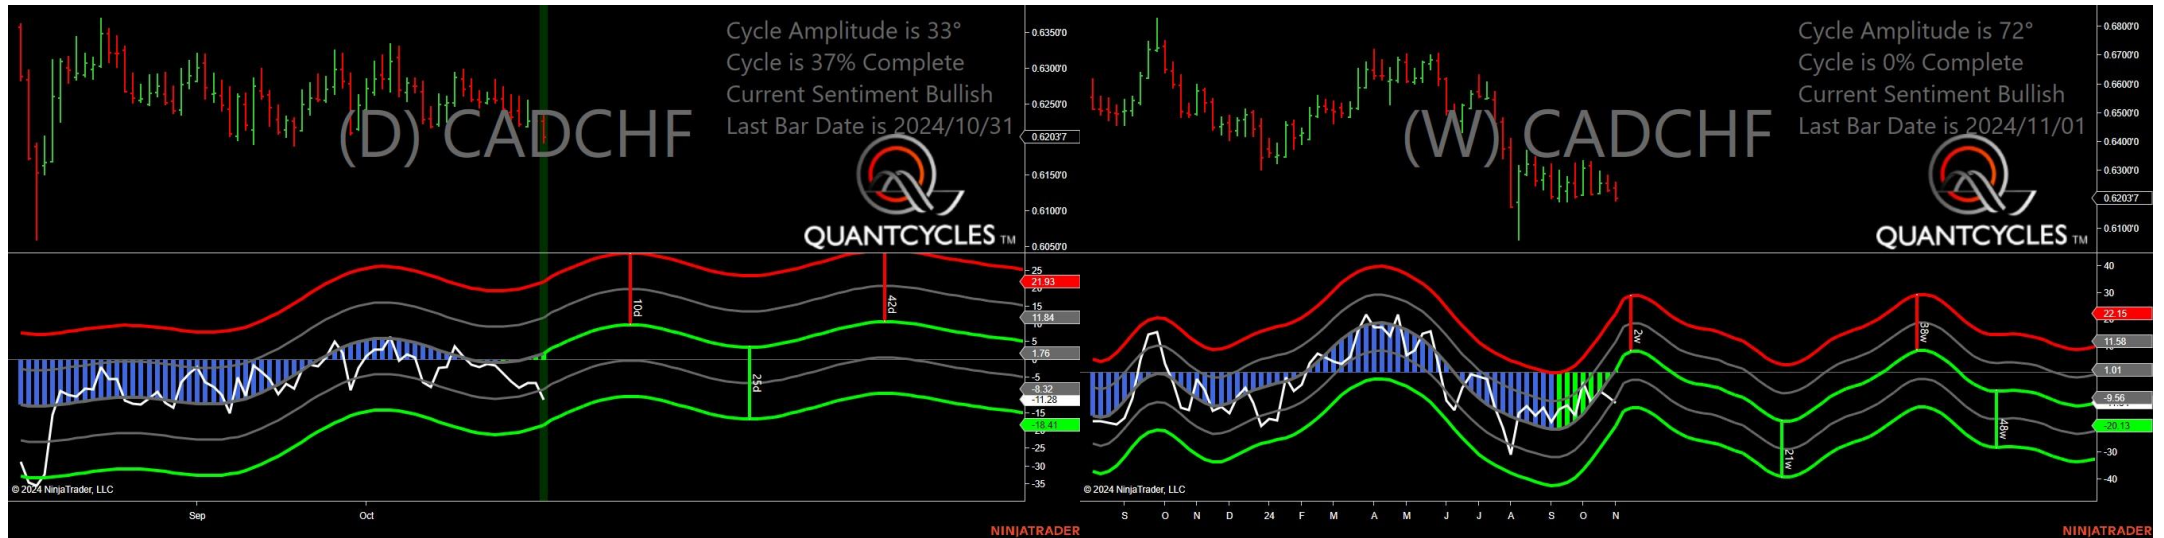 Cycle Amplitude is 33°
Cycle is 37% Complete
Current Sentiment Bullish
Last Bar Date is 2024/10/31
(D) CADCHF
QUANTCYCLES TM
0.6350'0
0.6300'0
0.6250'0
0.6203'7
0.6150'0
0.6100'0
0.6050'0
25
21.93
20
15
11.84
10
5
1.76
-5
-8.32
-11.28
-15
-18.41
-25
-30
-35
10d
25d
42d
© 2024 NinjaTrader, LLC
Sep
Oct
NINJATRADER
Cycle Amplitude is 72°
Cycle is 0% Complete
Current Sentiment Bullish
Last Bar Date is 2024/11/01
(W) CADCHF
QUANTCYCLES TM
0.6800'0
0.6700'0
0.6600'0
0.6500'0
0.6400'0
0.6300'0
0.6203'7
0.6100'0
40
30
22.15
11.58
1.01
-9.56
-20.13
-30
-40
2w
21w
38w
48w
© 2024 NinjaTrader, LLC
S O N D 24 F M A M J J A S O N
NINJATRADER